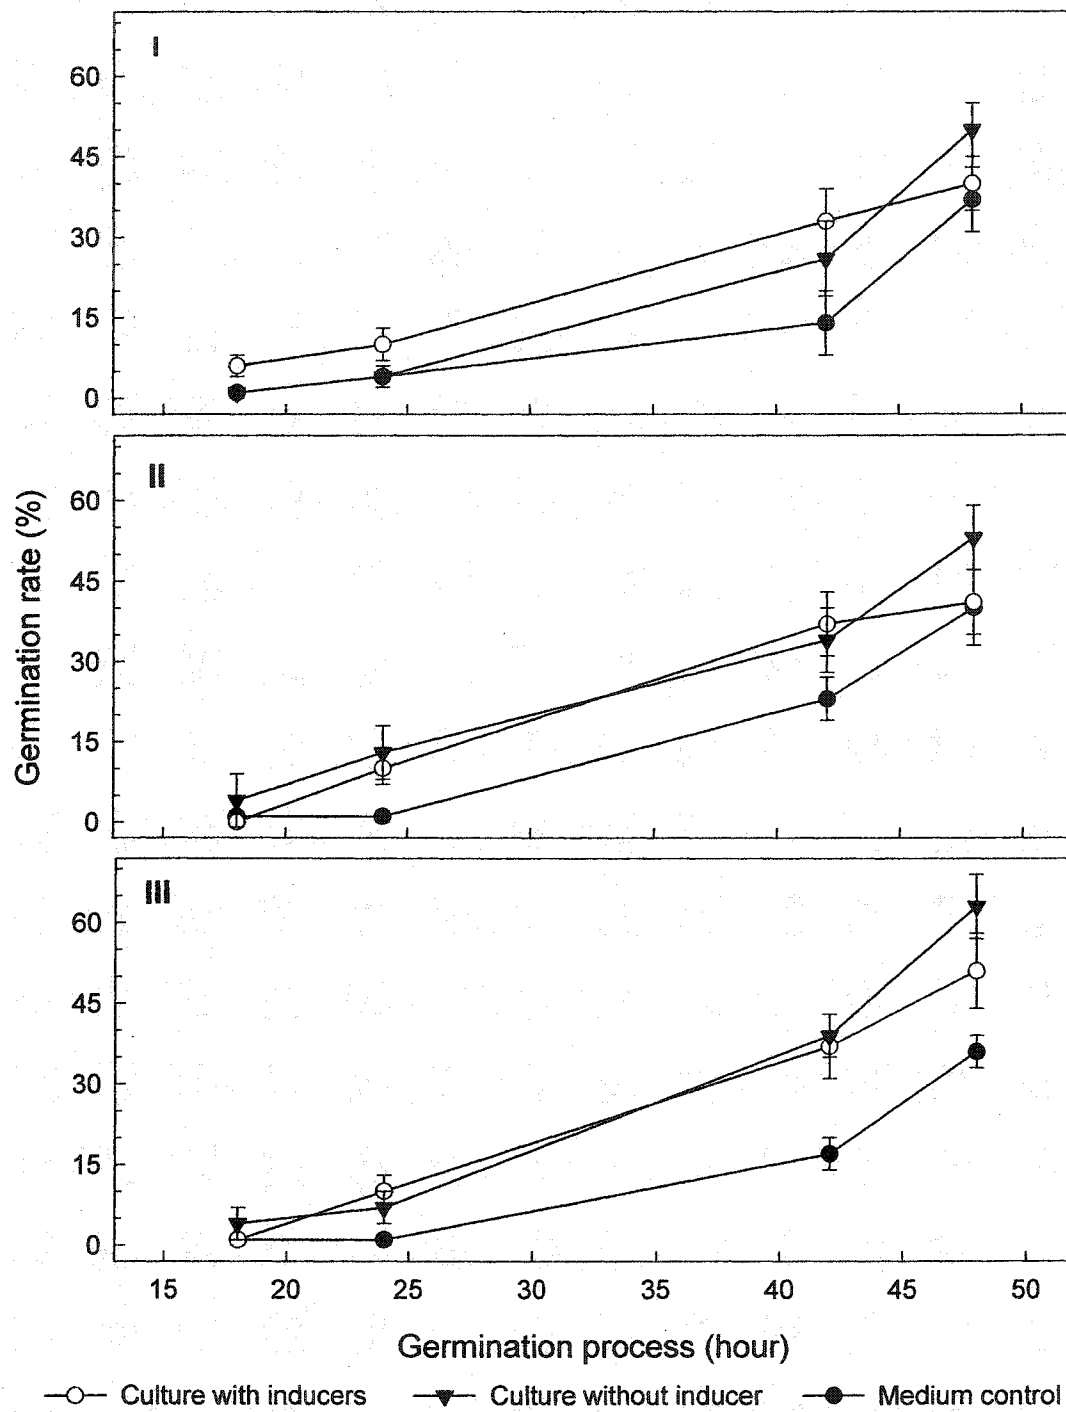 I
60
45
30
15
0
II
60
45
30
15
0
III
60
45
30
15
0
Germination rate (%)
15 20 25 30 35 40 45 50
Germination process (hour)
Culture with inducers Culture without inducer Medium control